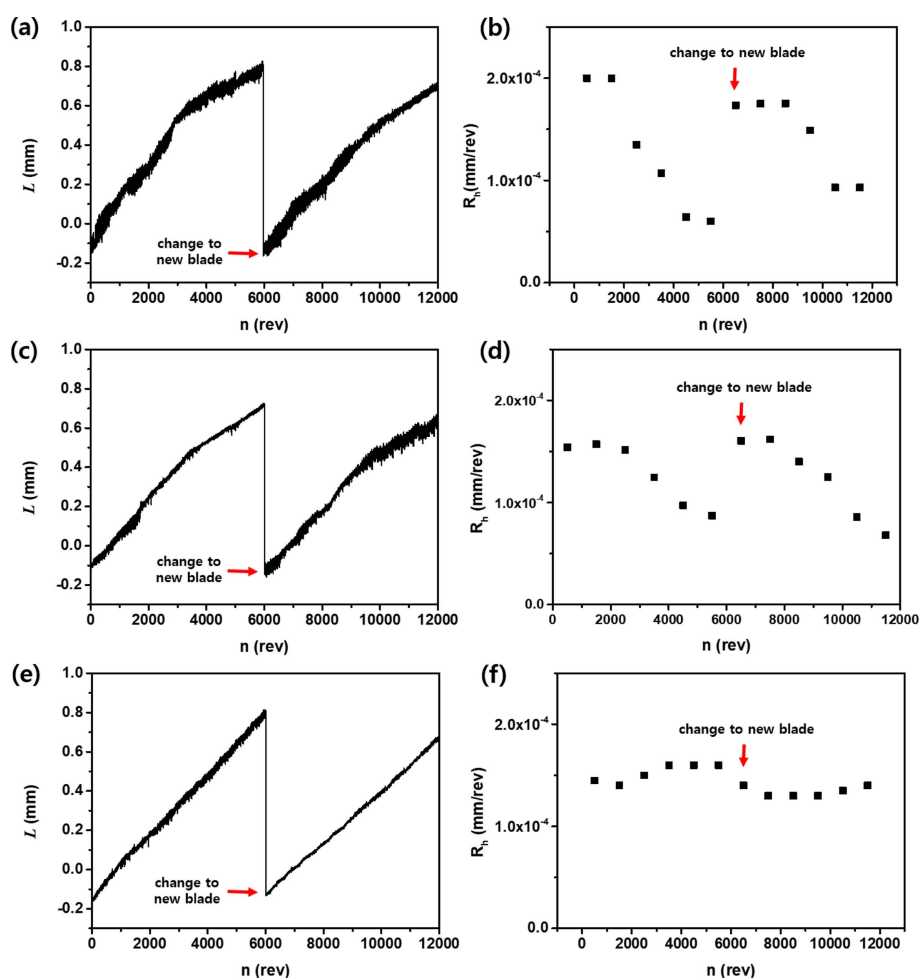 (a)
1.0
0.8
0.6
0.4
0.2
0.0
-0.2
L (mm)
change to
new blade
0 2000 4000 6000 8000 10000 12000
n (rev)
(b)
2.0x10-4
1.0x10-4
0.0
Rh(mm/rev)
change to new blade
0 2000 4000 6000 8000 10000 12000
n (rev)
(c)
1.0
0.8
0.6
0.4
0.2
0.0
-0.2
L (mm)
change to
new blade
0 2000 4000 6000 8000 10000 12000
n (rev)
(d)
2.0x10-4
1.0x10-4
0.0
Rh (mm/rev)
change to new blade
0 2000 4000 6000 8000 10000 12000
n (rev)
(e)
1.0
0.8
0.6
0.4
0.2
0.0
-0.2
L (mm)
change to
new blade
0 2000 4000 6000 8000 10000 12000
n (rev)
(f)
2.0x10-4
1.0x10-4
0.0
Rh (mm/rev)
change to new blade
0 2000 4000 6000 8000 10000 12000
n (rev)